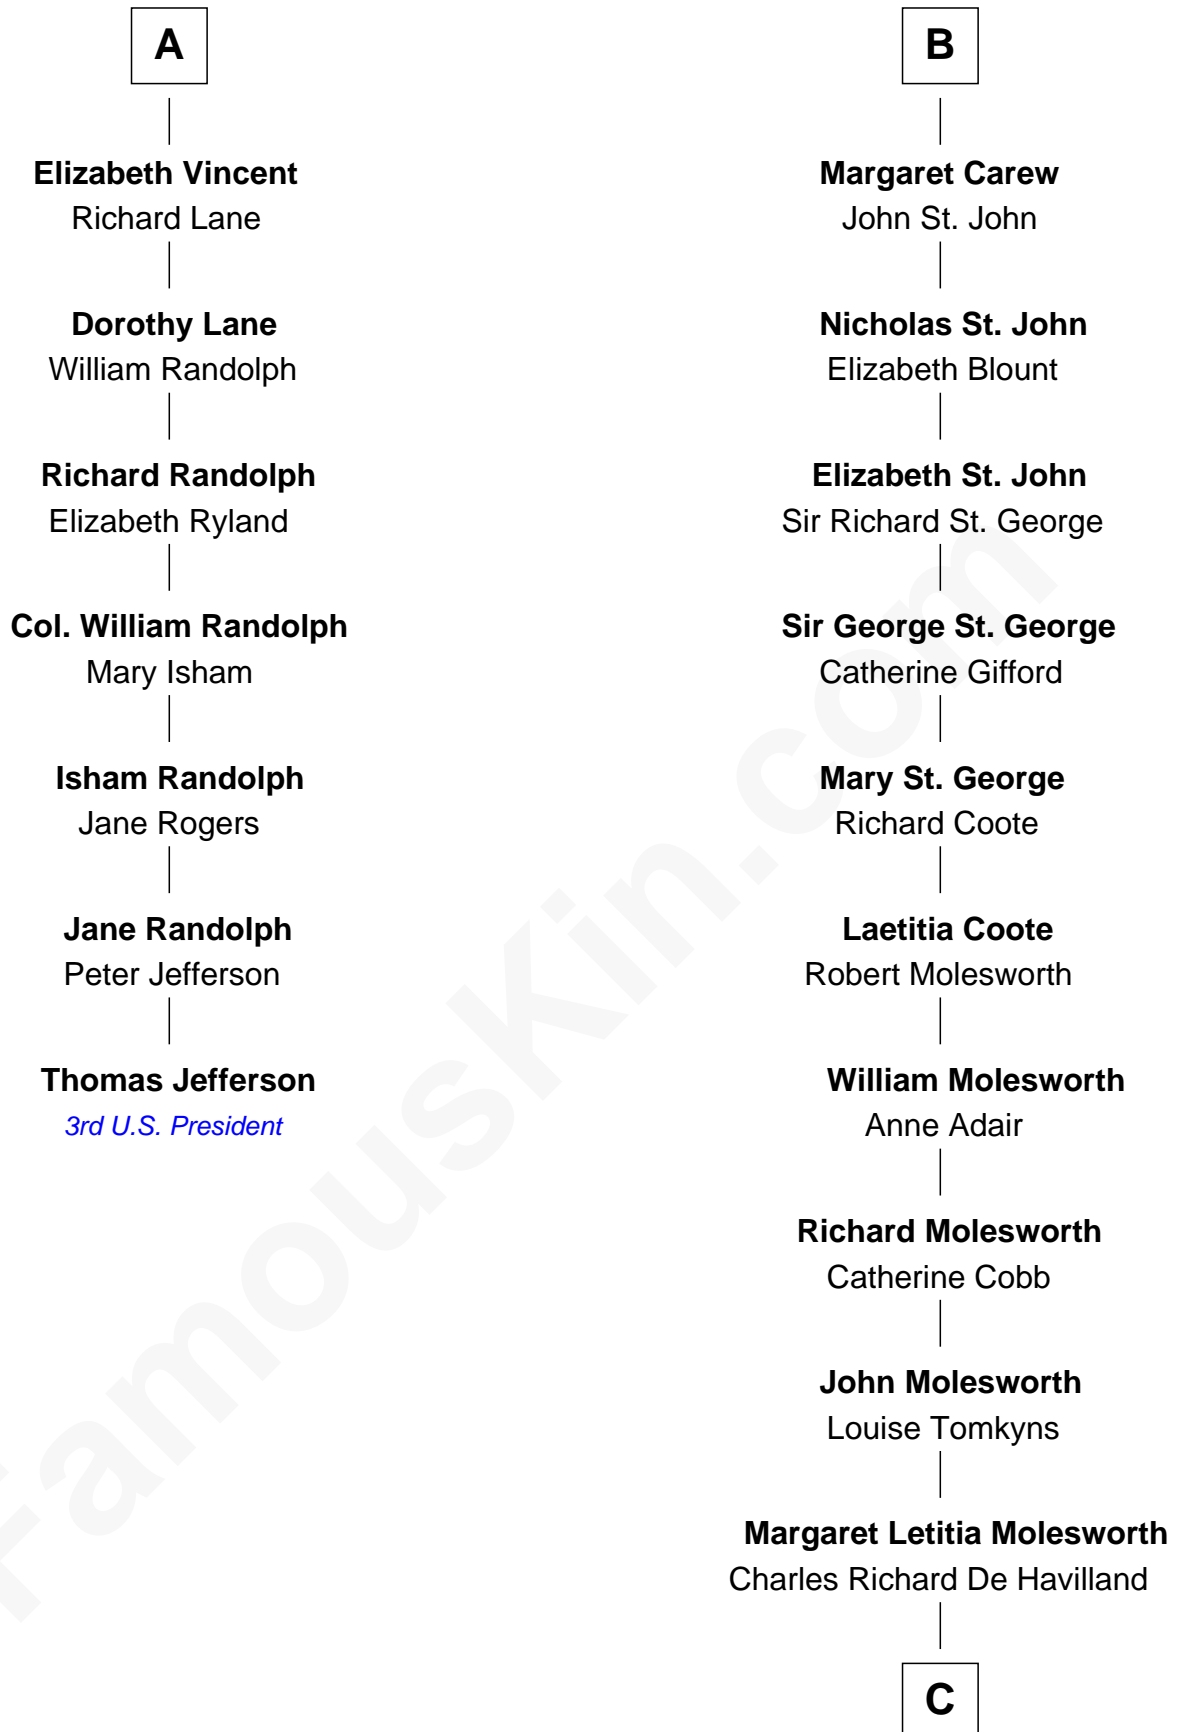 A
Elizabeth Vincent
Richard Lane
Dorothy Lane
William Randolph
Richard Randolph
Elizabeth Ryland
Col. William Randolph
Mary Isham
Isham Randolph
Jane Rogers
Jane Randolph
Peter Jefferson
Thomas Jefferson
3rd U.S. President
B
Margaret Carew
John St. John
Nicholas St. John
Elizabeth Blount
Elizabeth St. John
Sir Richard St. George
Sir George St. George
Catherine Gifford
Mary St. George
Richard Coote
Laetitia Coote
Robert Molesworth
William Molesworth
Anne Adair
Richard Molesworth
Catherine Cobb
John Molesworth
Louise Tomkyns
Margaret Letitia Molesworth
Charles Richard De Havilland
C
FamousKin.com